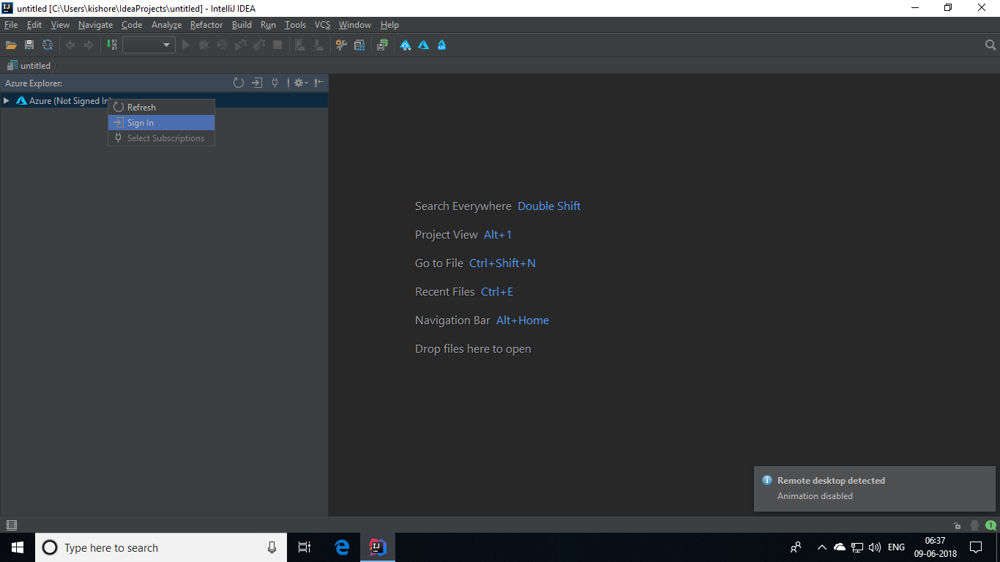 untitled [C:\Users\kishore\IdeaProjects\untitled] - IntelliJ IDEA
File Edit View Navigate Code Analyze Refactor Build Run Tools VCS Window Help
untitled
Azure Explorer:
Azure (Not Signed In)
Refresh
Sign In
Select Subscriptions
Search Everywhere Double Shift
Project View Alt+1
Go to File Ctrl+Shift+N
Recent Files Ctrl+E
Navigation Bar Alt+Home
Drop files here to open
Remote desktop detected
Animation disabled
1
Type here to search
ENG
06:37
09-06-2018